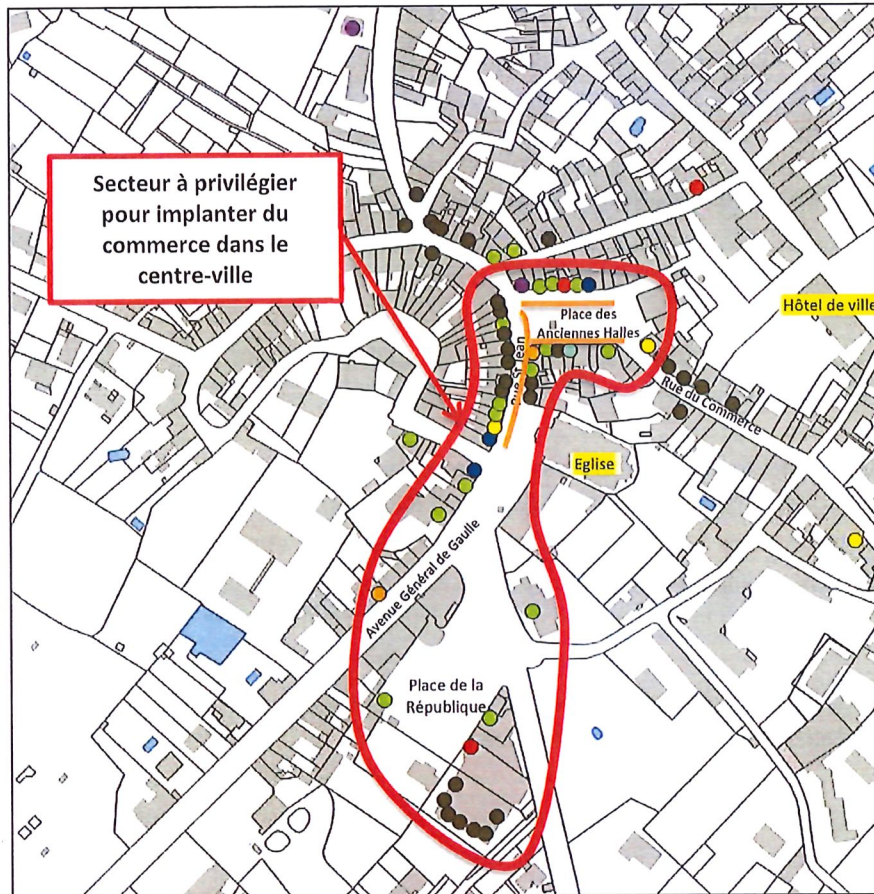 Secteur à privilégier
pour implanter du
commerce dans le
centre-ville
Hôtel de ville
Place des
Anciennes Halles
Rue St Jean
Rue du Commerce
Eglise
Avenue Général de Gaulle
Place de la
République